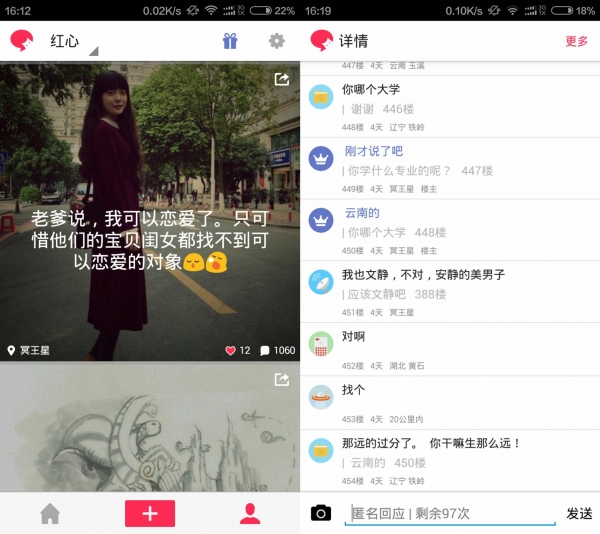 16:12
0.02K/s
3G
1X
22%
红心
老爹说，我可以恋爱了。只可
惜他们的宝贝闺女都找不到可
以恋爱的对象
冥王星
12
1060
16:19
0.10K/s
3G
1X
18%
详情
更多
447楼 4天 云南 玉溪
你哪个大学
| 谢谢 446楼
448楼 4天 辽宁 铁岭
刚才说了吧
| 你学什么专业的呢？ 447楼
449楼 4天 冥王星 楼主
云南的
| 你哪个大学 448楼
450楼 4天 冥王星 楼主
我也文静，不对，安静的美男子
| 应该文静吧 388楼
451楼 4天 冥王星
对啊
452楼 4天 湖北 黄石
找个
453楼 4天 20公里内
那远的过分了。 你干嘛生那么远！
| 云南的 450楼
454楼 4天 辽宁 铁岭
匿名回应 | 剩余97次
发送